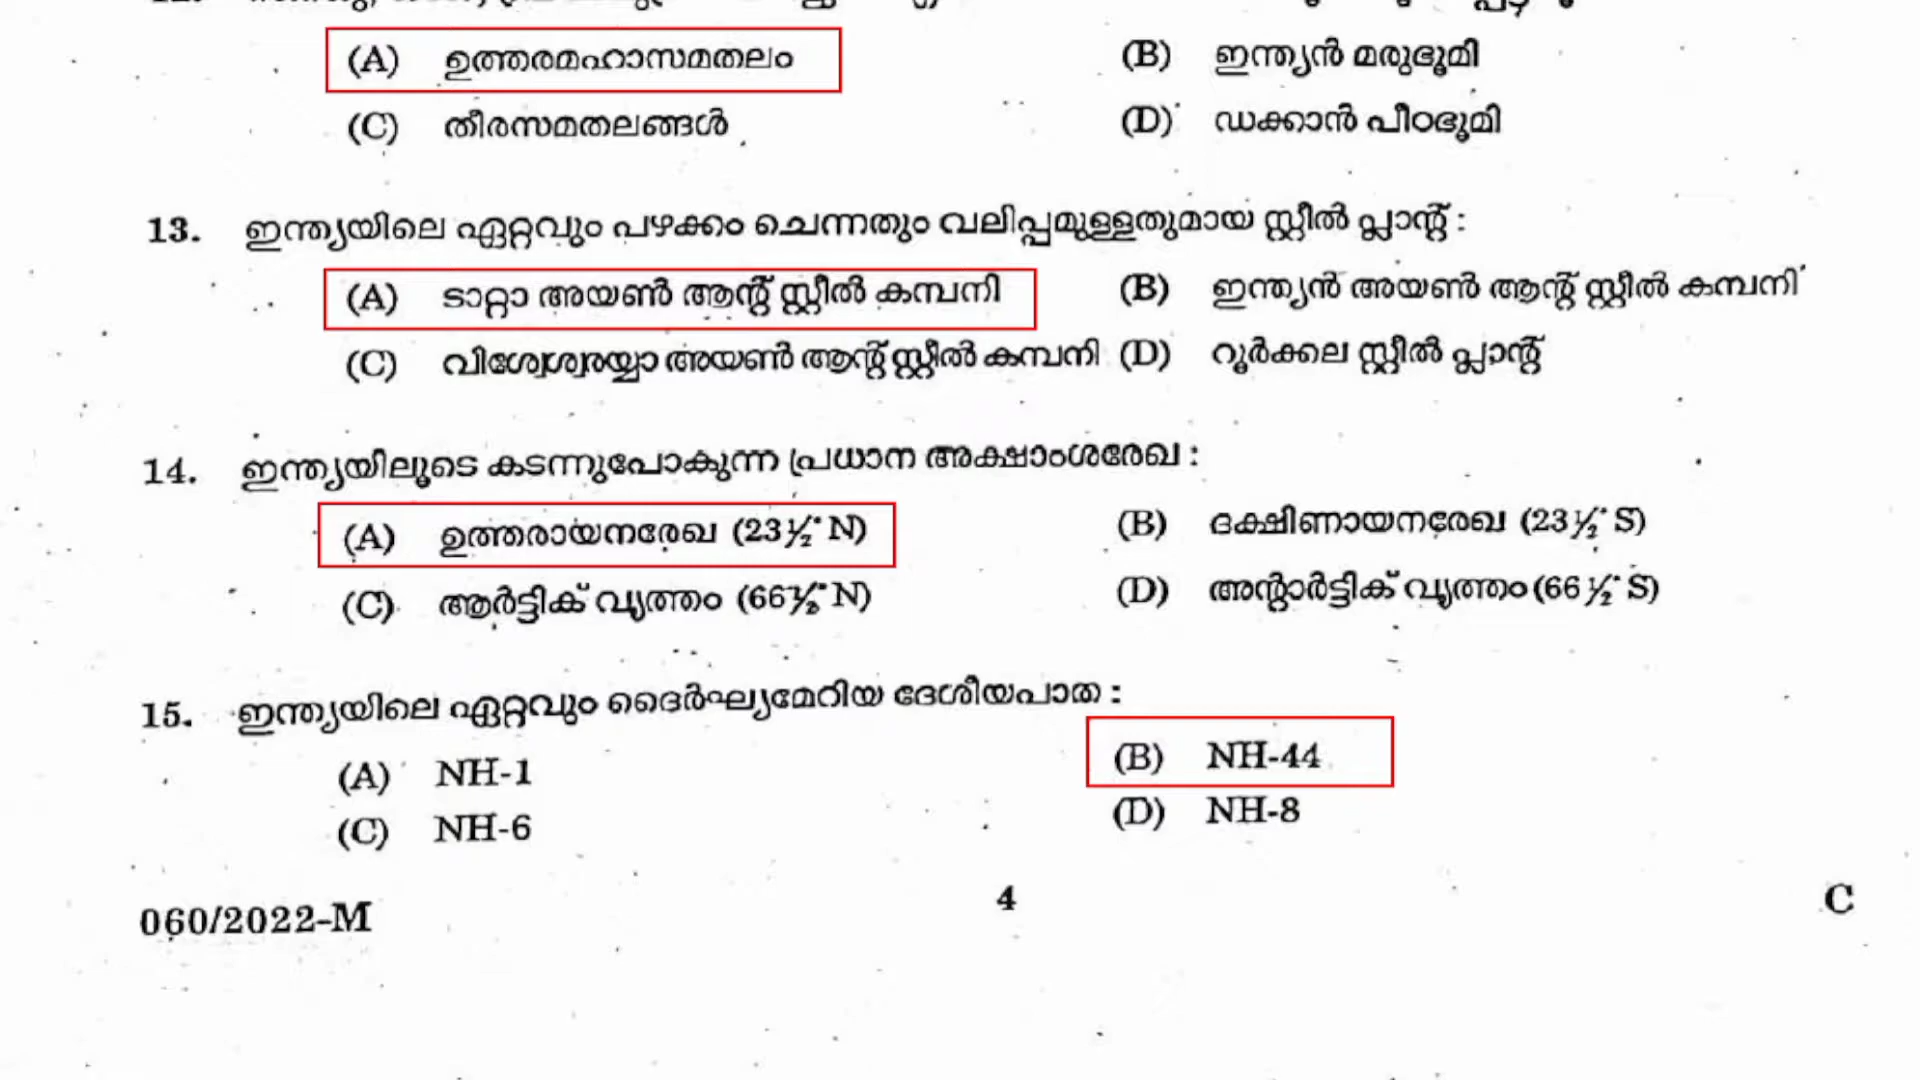 (A) ഉത്തരമഹാസമതലം (B) ഇന്ത്യൻ മരുഭൂമി
(C) തീരസമതലങ്ങൾ (D) ഡക്കാൻ പീഠഭൂമി
13. ഇന്ത്യയിലെ ഏറ്റവും പഴക്കം ചെന്നതും വലിപ്പമുള്ളതുമായ സ്റ്റീൽ പ്ലാന്റ് :
(A) ടാറ്റാ അയൺ ആന്റ് സ്റ്റീൽ കമ്പനി (B) ഇന്ത്യൻ അയൺ ആന്റ് സ്റ്റീൽ കമ്പനി
(C) വിശ്വേശ്വരയ്യാ അയൺ ആന്റ് സ്റ്റീൽ കമ്പനി (D) റൂർക്കല സ്റ്റീൽ പ്ലാന്റ്
14. ഇന്ത്യയിലൂടെ കടന്നുപോകുന്ന പ്രധാന അക്ഷാംശരേഖ :
(A) ഉത്തരായനരേഖ (23½° N) (B) ദക്ഷിണായനരേഖ (23½° S)
(C) ആർട്ടിക് വൃത്തം (66½° N) (D) അന്റാർട്ടിക് വൃത്തം (66½° S)
15. ഇന്ത്യയിലെ ഏറ്റവും ദൈർഘ്യമേറിയ ദേശീയപാത :
(A) NH-1 (B) NH-44
(C) NH-6 (D) NH-8
060/2022-M 4 C